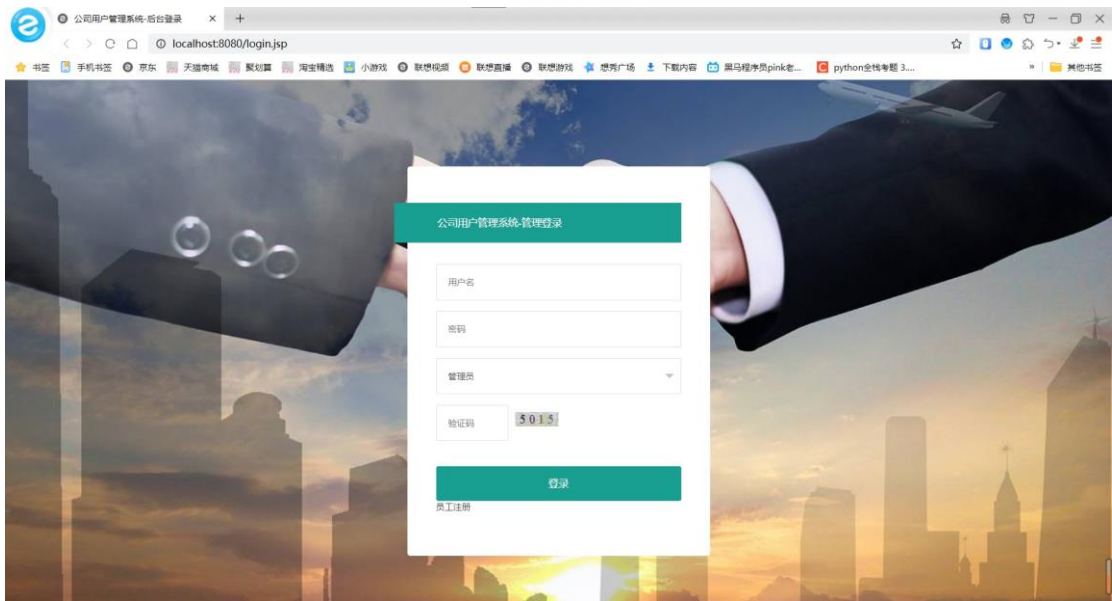 公司用户管理系统-后台登录
localhost:8080/login.jsp
书签 手机书签 京东 天猫商城 聚划算 淘宝精选 小游戏 联想视频 联想直播 联想游戏 想秀广场 下载内容 黑马程序员pink老... python全栈专题 3.... » 其他书签
公司用户管理系统-管理登录
用户名
密码
管理员
验证码 5015
登录
员工注册